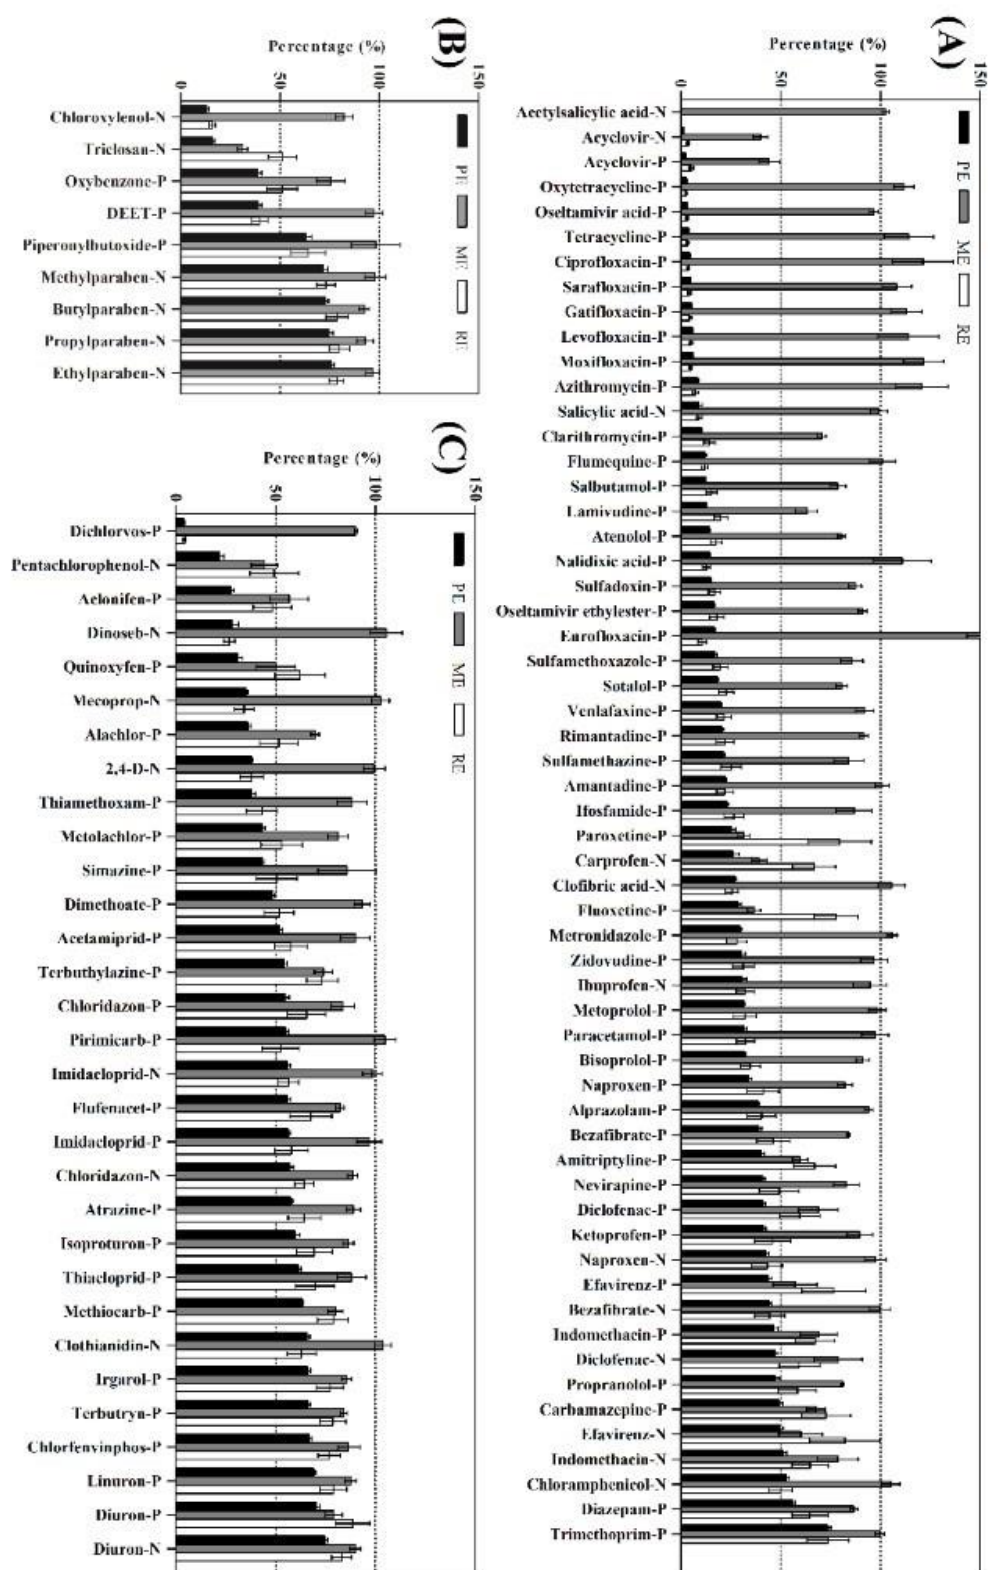 (A)
Percentage (%)
0
50
100
150
PE
ME
RE
Acetylsalicylic acid-N
Acyclovir-N
Acyclovir-P
Oxytetracycline-P
Oseltamivir acid-P
Tetracycline-P
Ciprofloxacin-P
Sarafloxacin-P
Gatifloxacin-P
Levofloxacin-P
Moxifloxacin-P
Azithromycin-P
Salicylic acid-N
Clarithromycin-P
Flumequine-P
Salbutamol-P
Lamivudine-P
Atenolol-P
Nalidixic acid-P
Sulfadoxin-P
Oseltamivir ethylester-P
Enrofloxacin-P
Sulfamethoxazole-P
Sotalol-P
Venlafaxine-P
Rimantadine-P
Sulfamethazine-P
Amantadine-P
Ifosfamide-P
Paroxetine-P
Carprofen-N
Clofibric acid-N
Fluoxetine-P
Metronidazole-P
Zidovudine-P
Ibuprofen-N
Metoprolol-P
Paracetamol-P
Bisoprolol-P
Naproxen-P
Alprazolam-P
Bezafibrate-P
Amitriptyline-P
Nevirapine-P
Diclofenac-P
Ketoprofen-P
Naproxen-N
Efavirenz-P
Bezafibrate-N
Indomethacin-P
Diclofenac-N
Propranolol-P
Carbamazepine-P
Efavirenz-N
Indomethacin-N
Chloramphenicol-N
Diazepam-P
Trimethoprim-P
(B)
Percentage (%)
0
50
100
150
PE
ME
RE
Chloroxylenol-N
Triclosan-N
Oxybenzone-P
DEET-P
Piperonylbutoxide-P
Methylparaben-N
Butylparaben-N
Propylparaben-N
Ethylparaben-N
(C)
Percentage (%)
0
50
100
150
PE
ME
RE
Dichlorvos-P
Pentachlorophenol-N
Aclonifen-P
Dinoseb-N
Quinoxyfen-P
Mecoprop-N
Alachlor-P
2,4-D-N
Thiamethoxam-P
Metolachlor-P
Simazine-P
Dimethoate-P
Acetamiprid-P
Terbuthylazine-P
Chloridazon-P
Pirimicarb-P
Imidacloprid-N
Flufenacet-P
Imidacloprid-P
Chloridazon-N
Atrazine-P
Isoproturon-P
Thiacloprid-P
Methiocarb-P
Clothianidin-N
Irgarol-P
Terbutryn-P
Chlorfenvinphos-P
Linuron-P
Diuron-P
Diuron-N